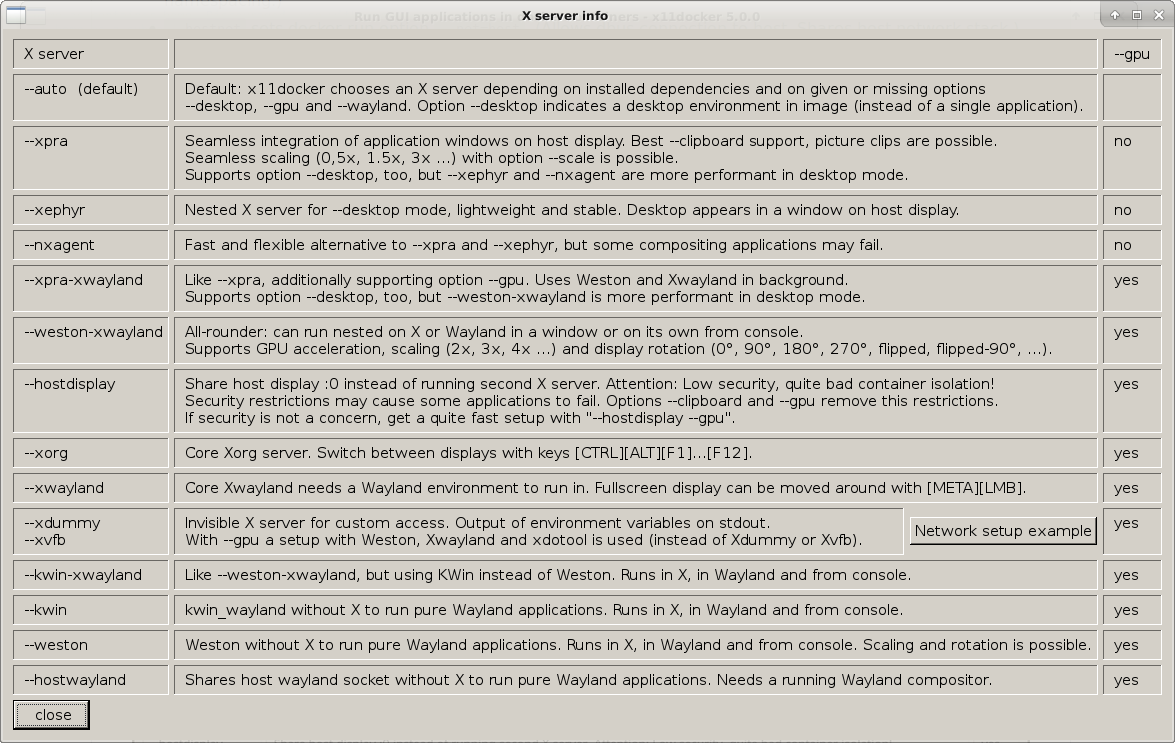 Run GUI applications in ners - x11docker 5.0.0
X server info
X server --gpu
--auto (default) Default: x11docker chooses an X server depending on installed dependencies and on given or missing options
--desktop, --gpu and --wayland. Option --desktop indicates a desktop environment in image (instead of a single application).
--xpra Seamless integration of application windows on host display. Best --clipboard support, picture clips are possible. no
Seamless scaling (0,5x, 1.5x, 3x ...) with option --scale is possible.
Supports option --desktop, too, but --xephyr and --nxagent are more performant in desktop mode.
--xephyr Nested X server for --desktop mode, lightweight and stable. Desktop appears in a window on host display. no
--nxagent Fast and flexible alternative to --xpra and --xephyr, but some compositing applications may fail. no
--xpra-xwayland Like --xpra, additionally supporting option --gpu. Uses Weston and Xwayland in background. yes
Supports option --desktop, too, but --weston-xwayland is more performant in desktop mode.
--weston-xwayland All-rounder: can run nested on X or Wayland in a window or on its own from console. yes
Supports GPU acceleration, scaling (2x, 3x, 4x ...) and display rotation (0°, 90°, 180°, 270°, flipped, flipped-90°, ...).
--hostdisplay Share host display :0 instead of running second X server. Attention: Low security, quite bad container isolation! yes
Security restrictions may cause some applications to fail. Options --clipboard and --gpu remove this restrictions.
If security is not a concern, get a quite fast setup with "--hostdisplay --gpu".
--xorg Core Xorg server. Switch between displays with keys [CTRL][ALT][F1]...[F12]. yes
--xwayland Core Xwayland needs a Wayland environment to run in. Fullscreen display can be moved around with [META][LMB]. yes
--xdummy Invisible X server for custom access. Output of environment variables on stdout. yes
--xvfb With --gpu a setup with Weston, Xwayland and xdotool is used (instead of Xdummy or Xvfb).
Network setup example
--kwin-xwayland Like --weston-xwayland, but using KWin instead of Weston. Runs in X, in Wayland and from console. yes
--kwin kwin_wayland without X to run pure Wayland applications. Runs in X, in Wayland and from console. yes
--weston Weston without X to run pure Wayland applications. Runs in X, in Wayland and from console. Scaling and rotation is possible. yes
--hostwayland Shares host wayland socket without X to run pure Wayland applications. Needs a running Wayland compositor. yes
close